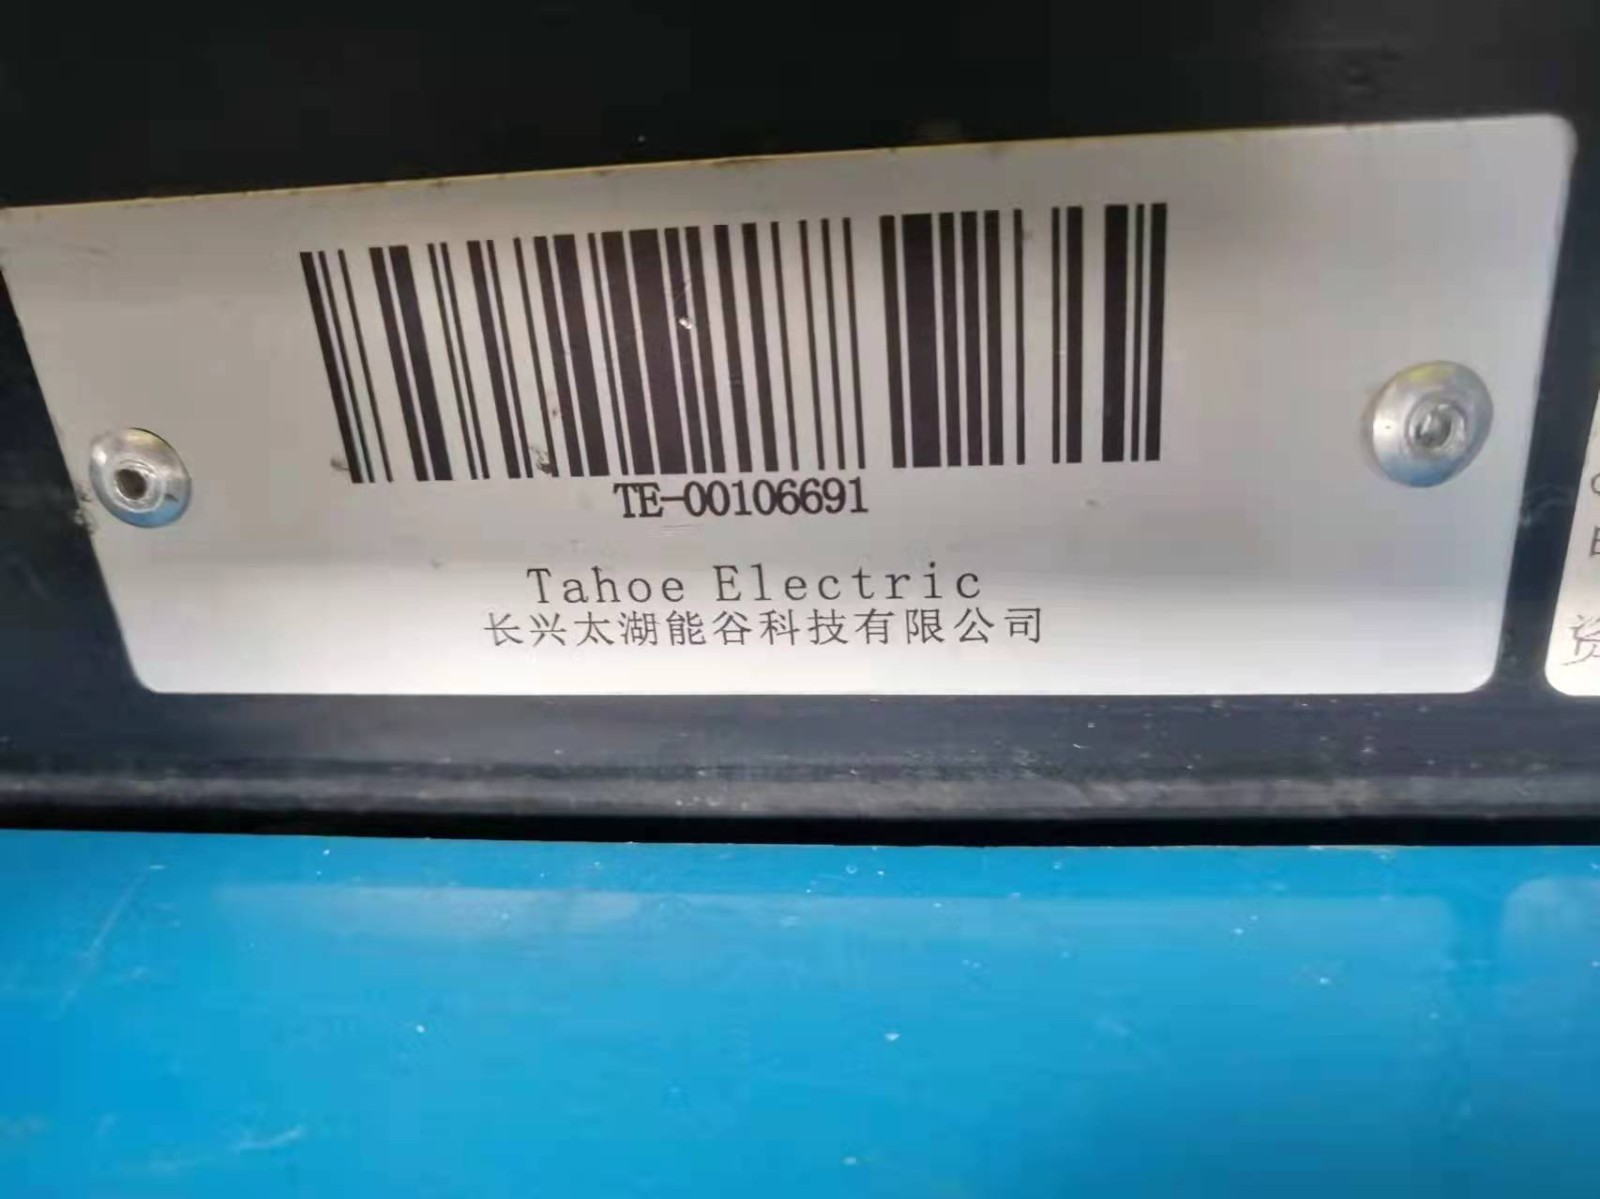 TE-00106691
Tahoe Electric
长兴太湖能谷科技有限公司